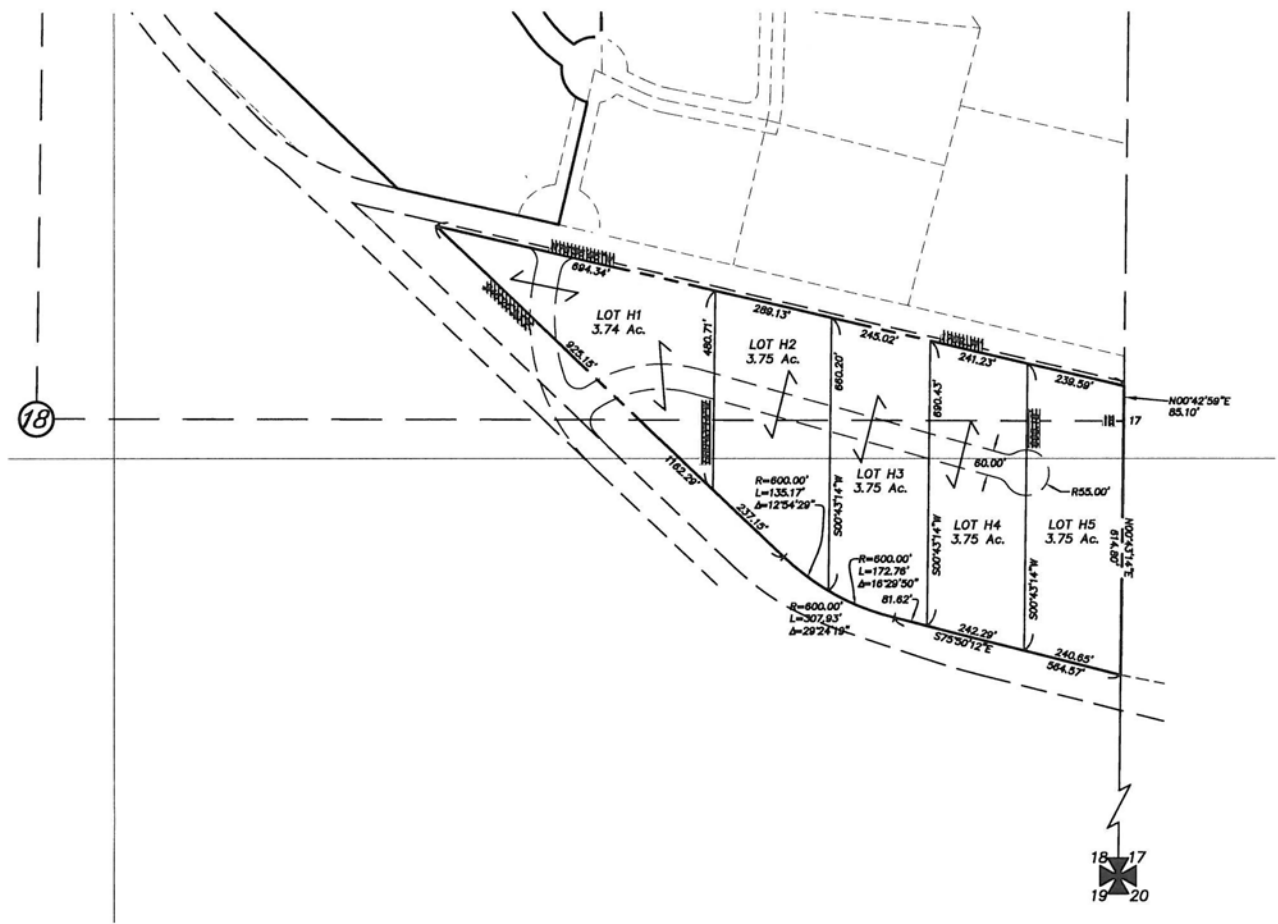 694.34'
LOT H1
3.74 Ac.
925.15'
480.71'
289.13'
LOT H2
3.75 Ac.
660.20'
245.02'
690.43'
241.23'
239.59'
N00°42'59"E
85.10'
18
17
1162.29'
237.15'
R=600.00'
L=135.17'
Δ=12°54'29"
S00°43'14"W
LOT H3
3.75 Ac.
60.00'
R55.00'
LOT H4
3.75 Ac.
LOT H5
3.75 Ac.
S00°43'14"W
S00°43'14"W
N00°43'14"E
614.80'
R=600.00'
L=172.76'
Δ=16°29'50"
81.62'
R=600.00'
L=307.93'
Δ=29°24'19"
242.29'
S75°50'12"E
240.65'
564.57'
18 17
19 20